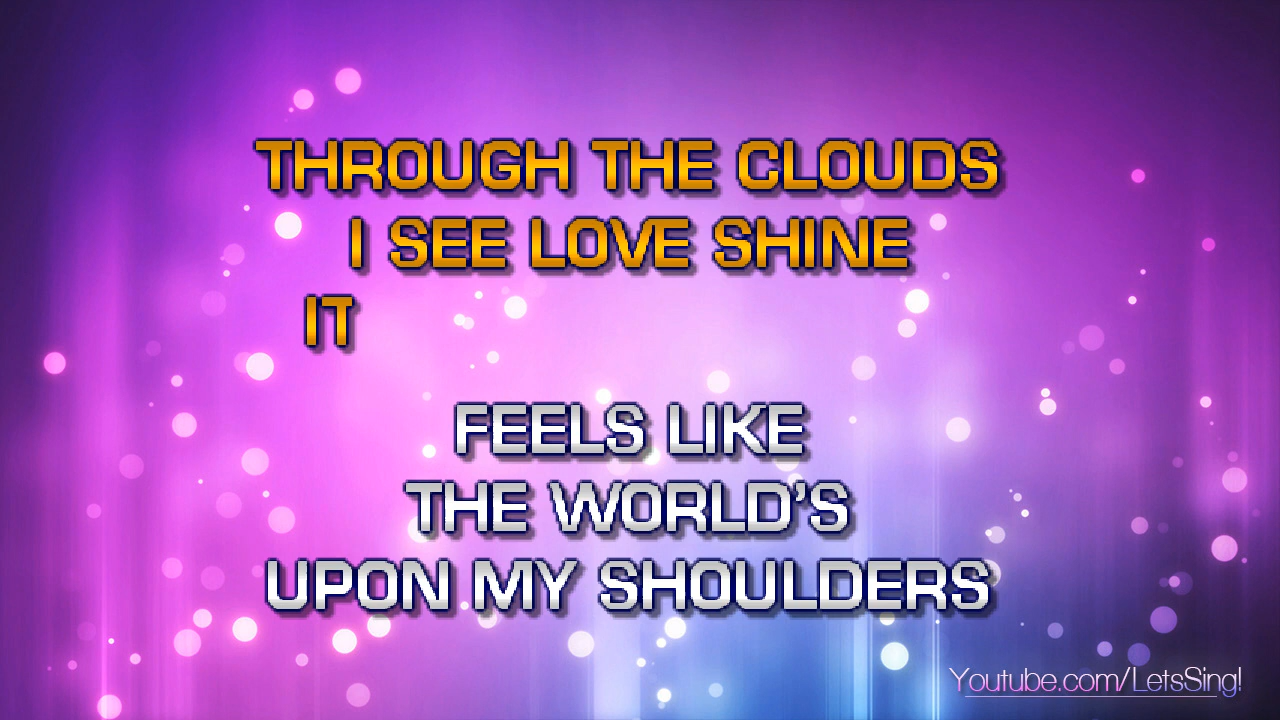 THROUGH THE CLOUDS
I SEE LOVE SHINE
IT
FEELS LIKE
THE WORLD'S
UPON MY SHOULDERS
Youtube.com/LetsSing!